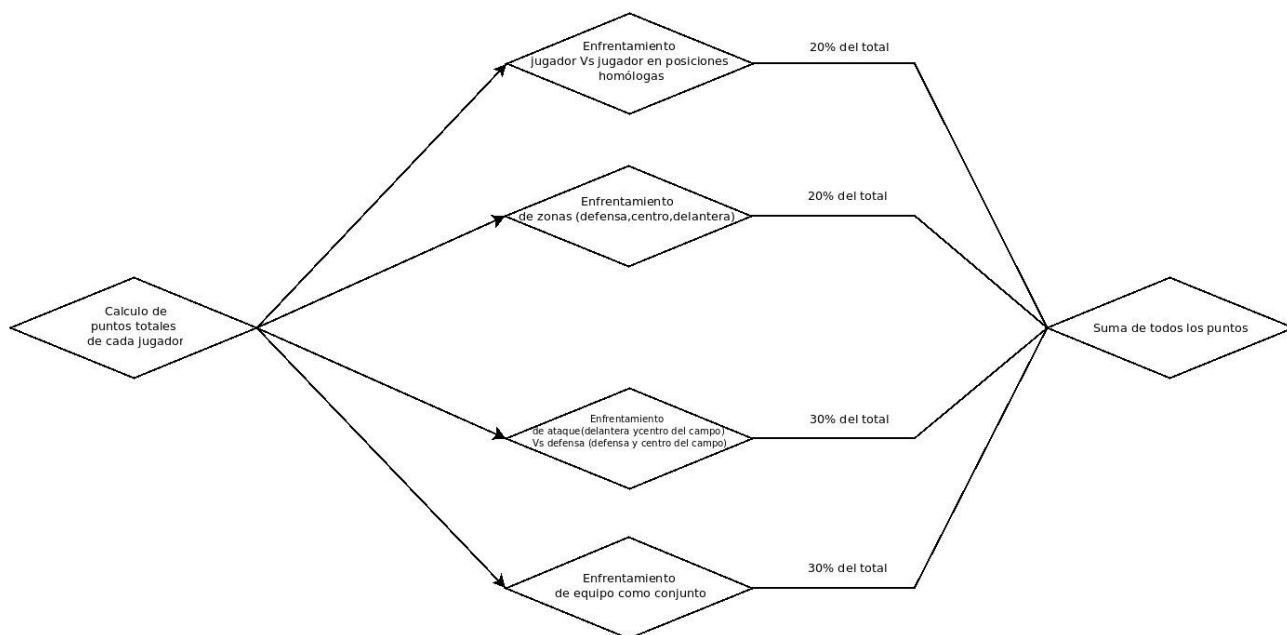 Enfrentamiento
jugador Vs jugador en posiciones
homólogas
20% del total
Enfrentamiento
de zonas (defensa,centro,delantera)
20% del total
Calculo de
puntos totales
de cada jugador
Suma de todos los puntos
Enfrentamiento
de ataque(delantera ycentro del campo)
Vs defensa (defensa y centro del campo)
30% del total
Enfrentamiento
de equipo como conjunto
30% del total